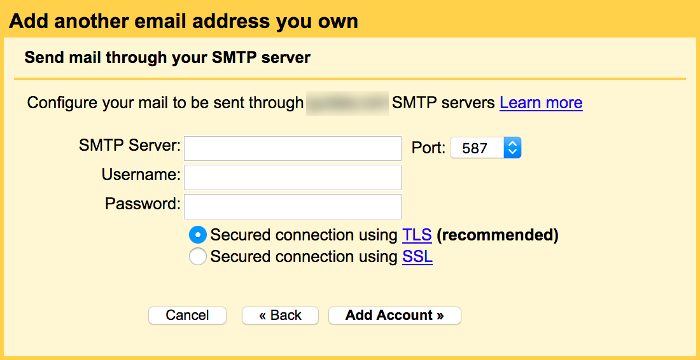 Add another email address you own
Send mail through your SMTP server
Configure your mail to be sent through SMTP servers Learn more
SMTP Server: Port: 587
Username:
Password:
Secured connection using TLS (recommended)
Secured connection using SSL
Cancel « Back Add Account »